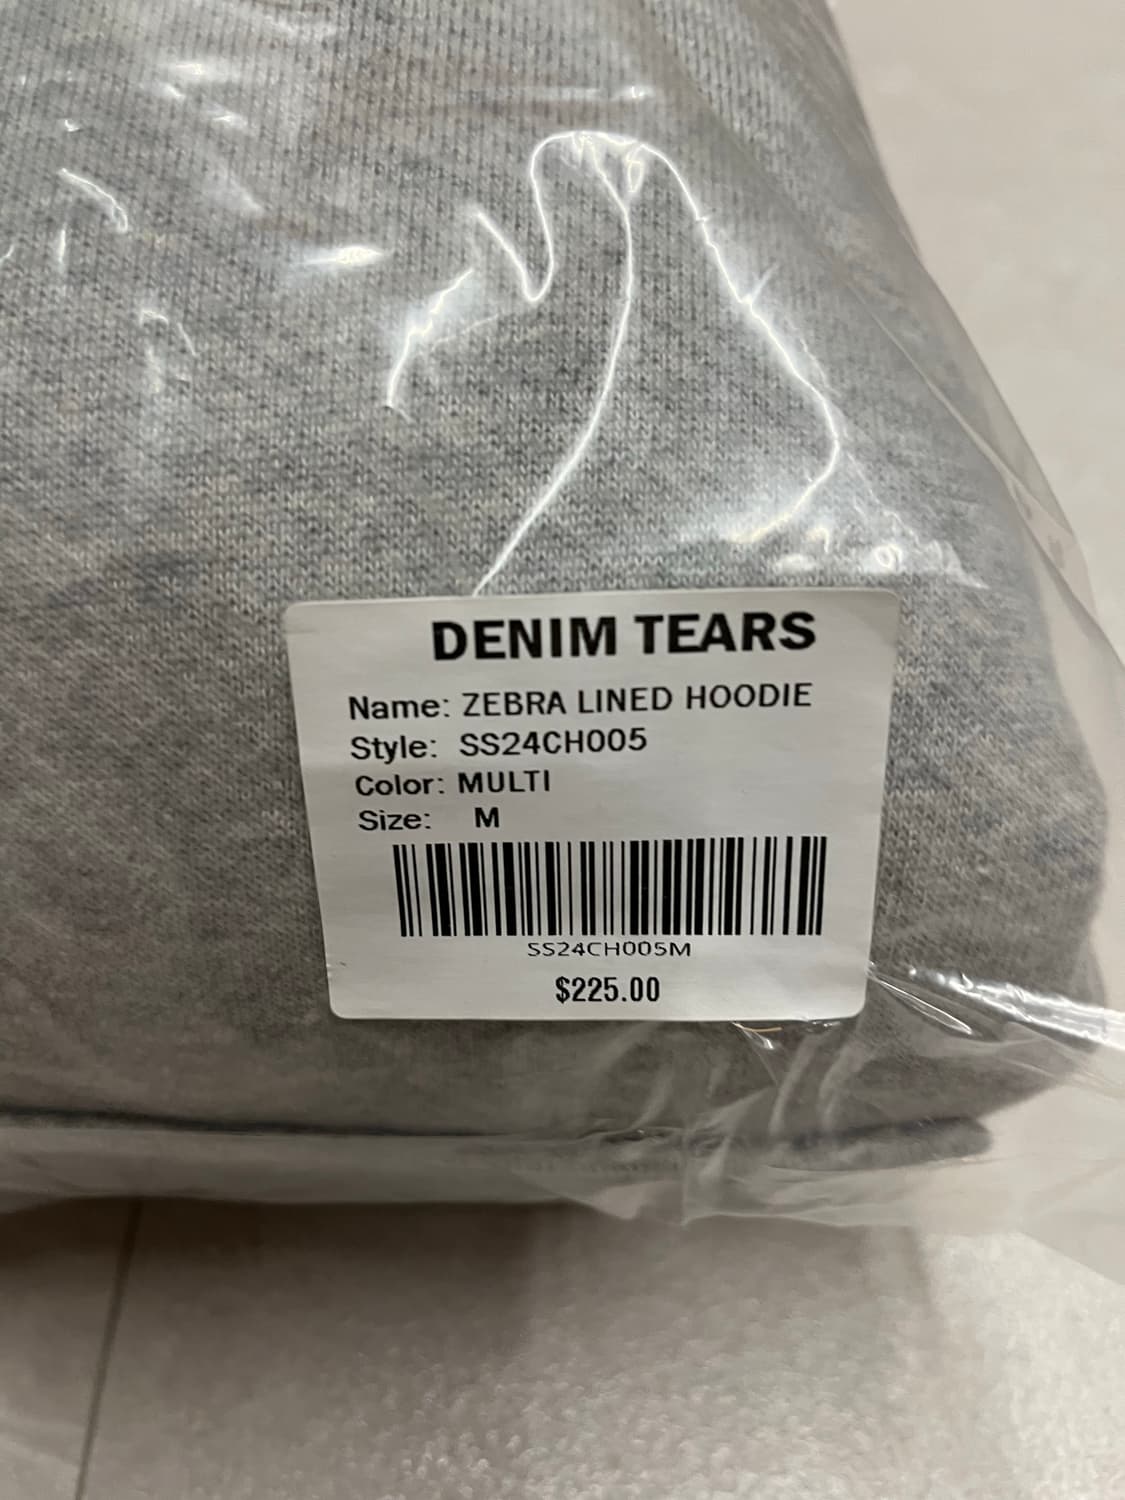 DENIM TEARS
Name: ZEBRA LINED HOODIE
Style: SS24CH005
Color: MULTI
Size: M
SS24CH005M
$225.00